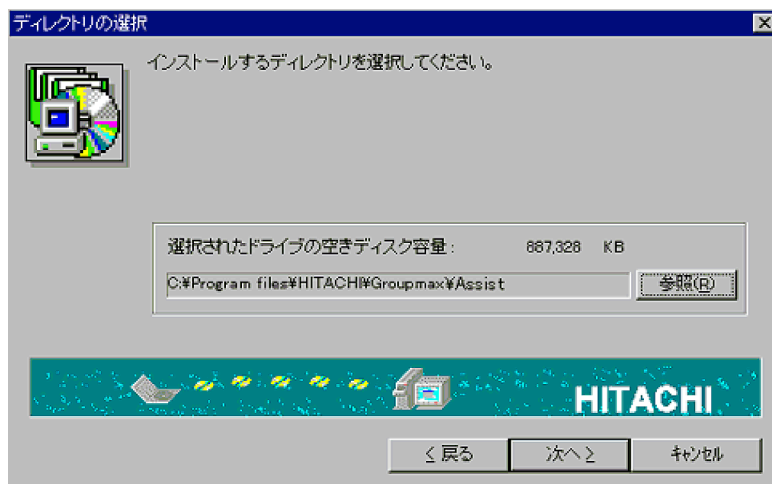 ディレクトリの選択
インストールするディレクトリを選択してください。
選択されたドライブの空きディスク容量: 887,328 KB
C:¥Program files¥HITACHI¥Groupmax¥Assist
参照(R)
HITACHI
< 戻る
次へ >
キャンセル